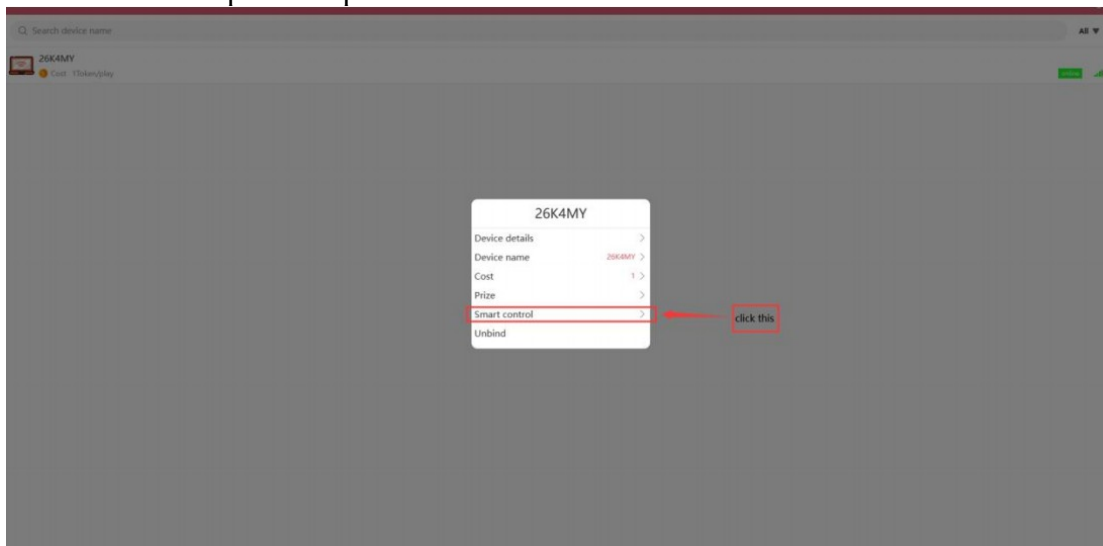 Search device name
All ▼
26K4MY
Cost 1Token/play
online
26K4MY
Device details >
Device name 26K4MY >
Cost 1 >
Prize >
Smart control >
click this
Unbind